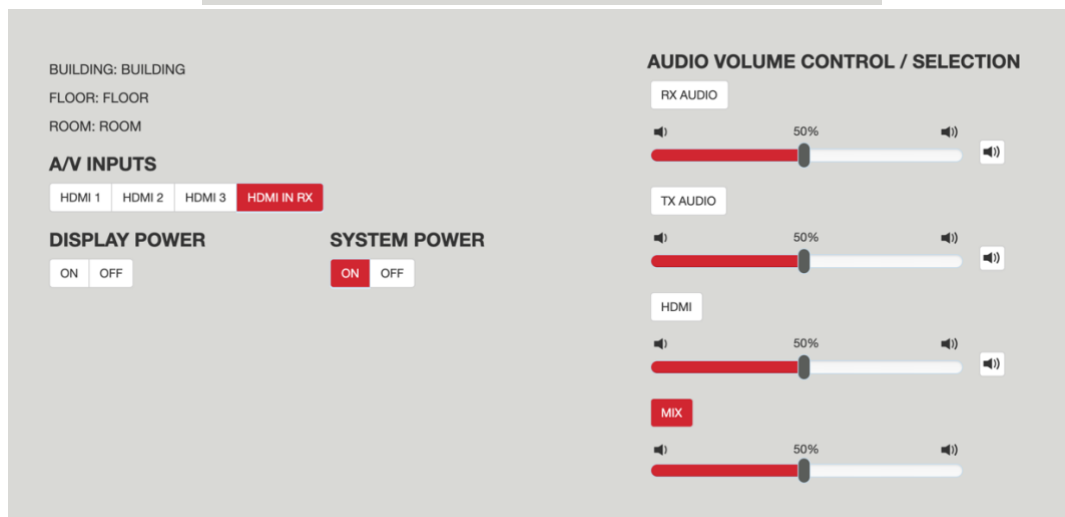 BUILDING: BUILDING
FLOOR: FLOOR
ROOM: ROOM
A/V INPUTS
HDMI 1 HDMI 2 HDMI 3 HDMI IN RX
DISPLAY POWER
ON OFF
SYSTEM POWER
ON OFF
AUDIO VOLUME CONTROL / SELECTION
RX AUDIO
50%
TX AUDIO
50%
HDMI
50%
MIX
50%